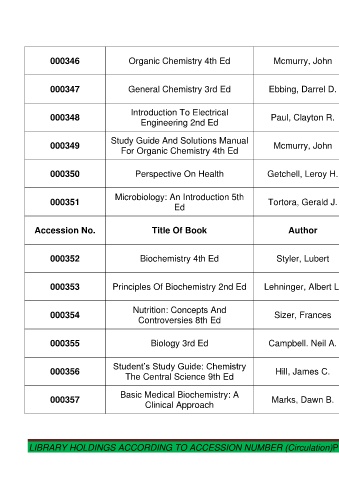 000346 Organic Chemistry 4th Ed Mcmurry, John
000347 General Chemistry 3rd Ed Ebbing, Darrel D.
000348 Introduction To Electrical
Engineering 2nd Ed Paul, Clayton R.
000349 Study Guide And Solutions Manual
For Organic Chemistry 4th Ed Mcmurry, John
000350 Perspective On Health Getchell, Leroy H.
000351 Microbiology: An Introduction 5th
Ed Tortora, Gerald J.
Accession No. Title Of Book Author
000352 Biochemistry 4th Ed Styler, Lubert
000353 Principles Of Biochemistry 2nd Ed Lehninger, Albert L
000354 Nutrition: Concepts And
Controversies 8th Ed Sizer, Frances
000355 Biology 3rd Ed Campbell. Neil A.
000356 Student's Study Guide: Chemistry
The Central Science 9th Ed Hill, James C.
000357 Basic Medical Biochemistry: A
Clinical Approach Marks, Dawn B.
LIBRARY HOLDINGS ACCORDING TO ACCESSION NUMBER (Circulation)P